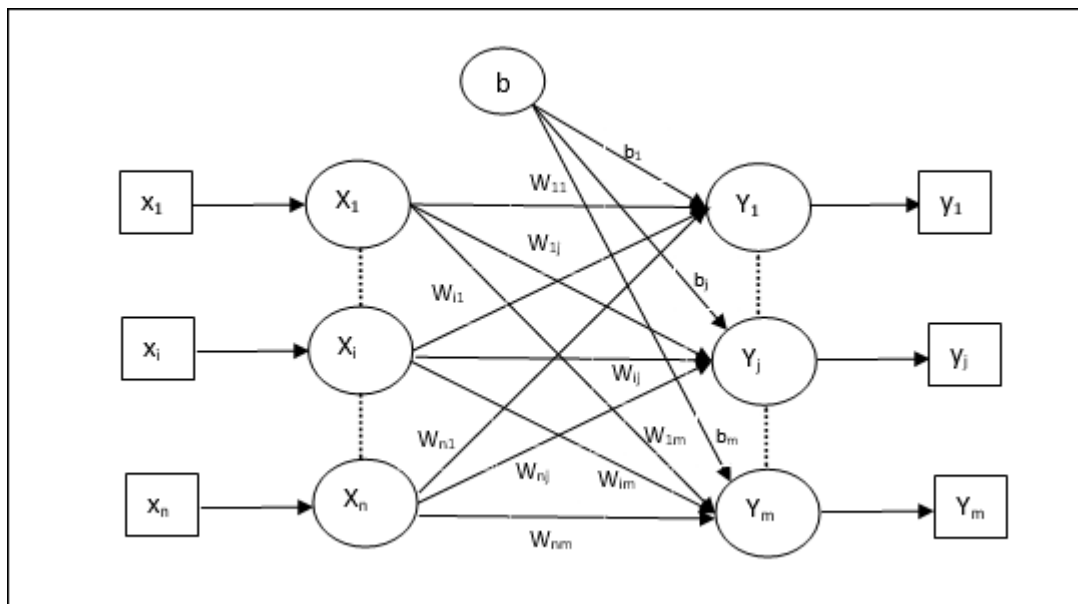 b
b₁
x₁ X₁ W₁₁ Y₁ y₁
W₁ⱼ
Wᵢ₁ bⱼ
xᵢ Xᵢ Wᵢⱼ Yⱼ yⱼ
Wₙ₁ W₁ₘ bₘ
Wₙⱼ Wᵢₘ
xₙ Xₙ Yₘ Yₘ
Wₙₘ